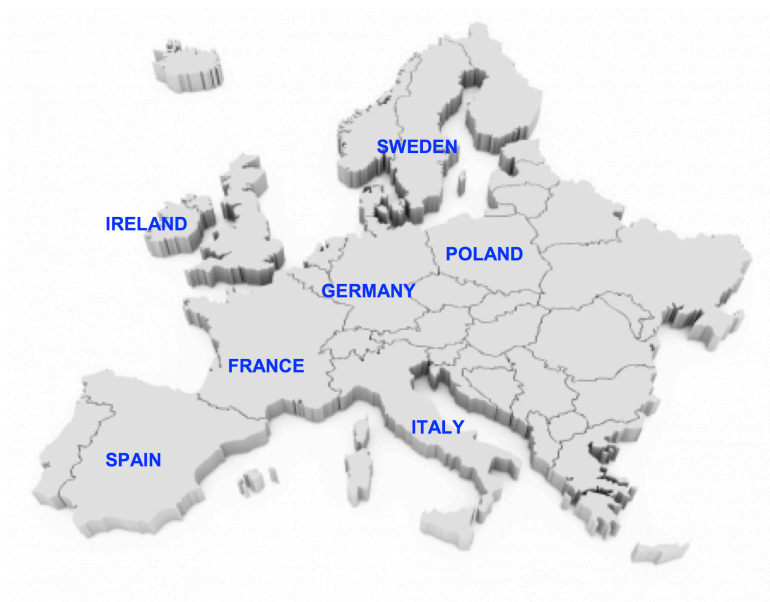 SWEDEN
IRELAND
POLAND
GERMANY
FRANCE
ITALY
SPAIN